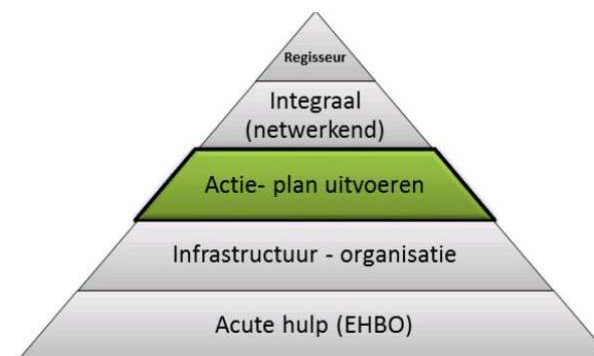 Regisseur
Integraal
(netwerkend)
Actie- plan uitvoeren
Infrastructuur - organisatie
Acute hulp (EHBO)